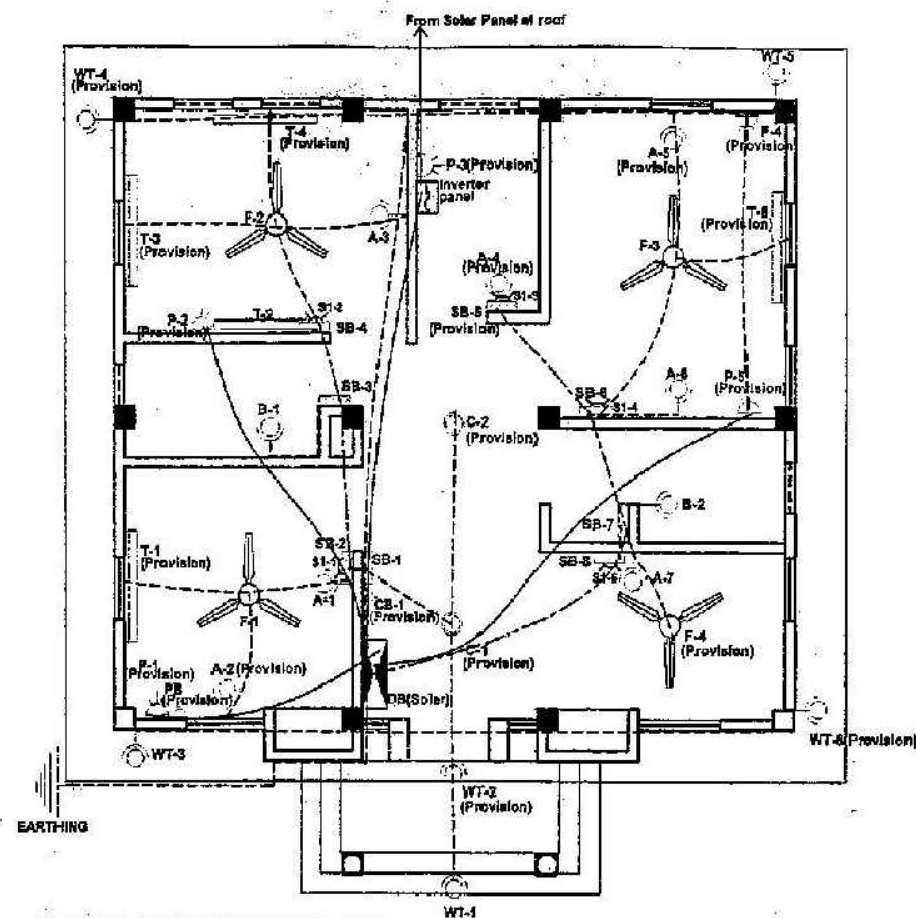 From Solar Panel at roof
WT-4
(Provision)
WT-5
T-4
(Provision)
P-3(Provision)
Inverter
panel
A-5
(Provision)
P-4
(Provision)
F-2
A-3
T-3
(Provision)
A-4
(Provision)
F-3
(Provision)
S1-3
SB-5
(Provision)
P-2
(Provision)
T-2
S1-2
SB-4
SB-3
A-6
P-5
(Provision)
SB-6
S1-4
B-1
C-2
(Provision)
B-2
SB-7
T-1
(Provision)
SB-2
S1-1
SB-1
SB-8
A-7
A-1
CB-1
(Provision)
F-1
F-4
(Provision)
C-1
(Provision)
P-1
(Provision)
A-2(Provision)
PB
(Provision)
DB(Soler)
WT-3
WT-6(Provision)
WT-2
(Provision)
EARTHING
WT-1